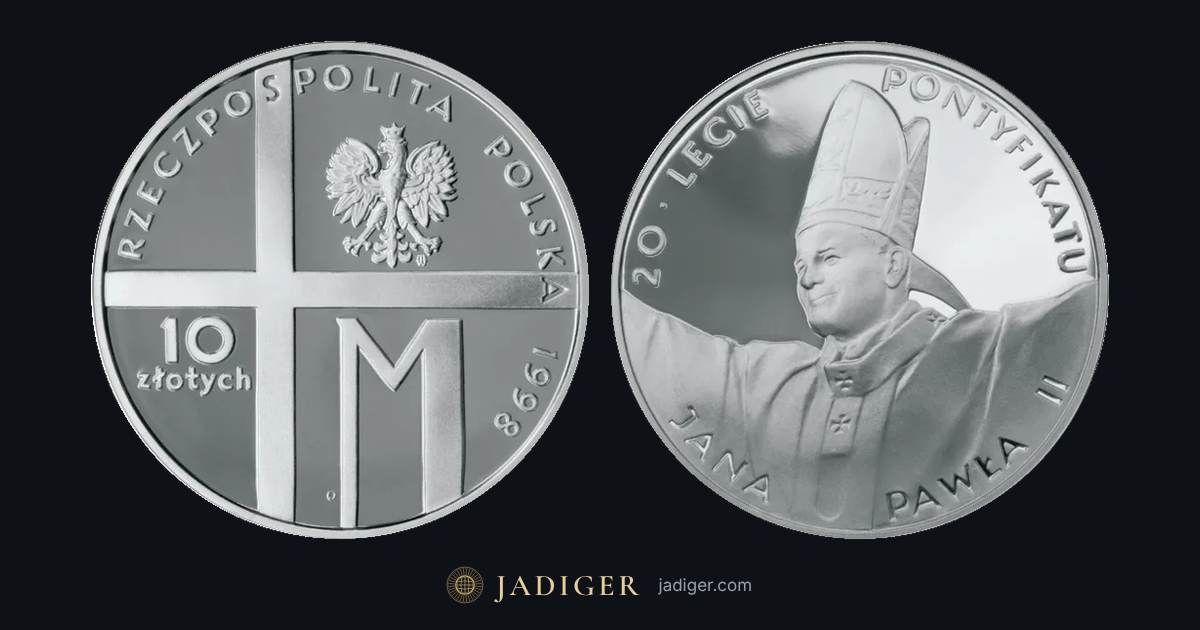 RZECZPOSPOLITA POLSKA 1998
10
złotych
M
20 · LECIE PONTYFIKATU
JANA PAWŁA II
JADIGER jadiger.com